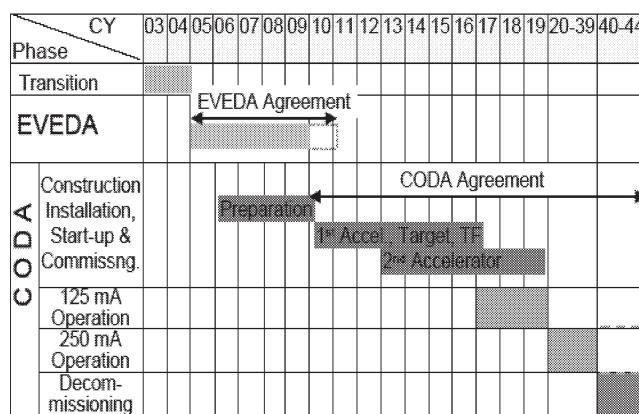 CY 03 04 05 06 07 08 09 10 11 12 13 14 15 16 17 18 19 20-39 40-44
Phase
Transition
EVEDA Agreement
EVEDA
CODA Agreement
CODA
Construction
Installation,
Start-up &
Commissng.
Preparation
1st Accel., Target, TF
2nd Accelerator
125 mA
Operation
250 mA
Operation
Decom-
missioning